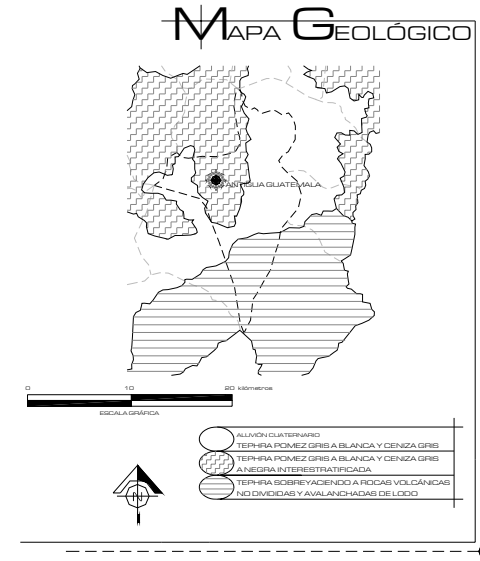 MAPA GEOLÓGICO
ANTIGUA GUATEMALA
0 10 20 kilómetros
ESCALA GRÁFICA
ALUVIÓN CUATERNARIO
TEPHRA POMEZ GRIS A BLANCA Y CENIZA GRIS
TEPHRA POMEZ GRIS A BLANCA Y CENIZA GRIS
A NEGRA INTERESTRATIFICADA
TEPHRA SOBREYACIENDO A ROCAS VOLCÁNICAS
NO DIVIDIDAS Y AVALANCHADAS DE LODO
N